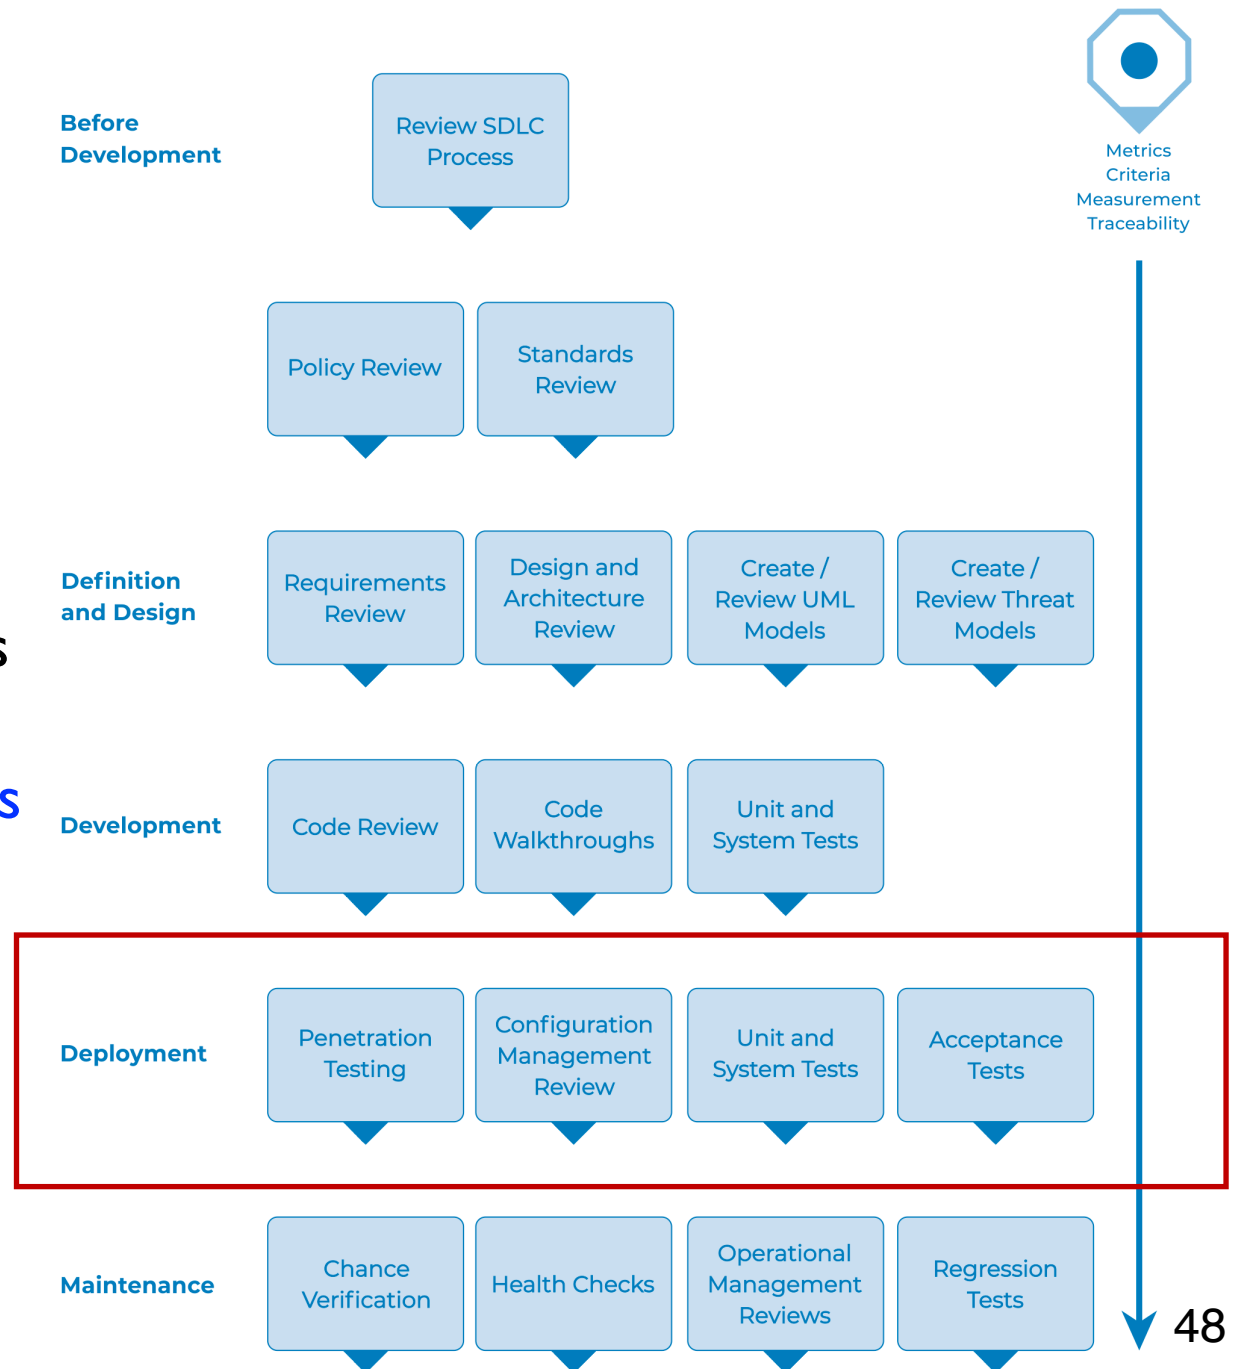 Before
Development
Review SDLC
Process
Metrics
Criteria
Measurement
Traceability
Policy Review
Standards
Review
Definition
and Design
Requirements
Review
Design and
Architecture
Review
Create /
Review UML
Models
Create /
Review Threat
Models
s
s
Development
Code Review
Code
Walkthroughs
Unit and
System Tests
Deployment
Penetration
Testing
Configuration
Management
Review
Unit and
System Tests
Acceptance
Tests
Maintenance
Chance
Verification
Health Checks
Operational
Management
Reviews
Regression
Tests
48